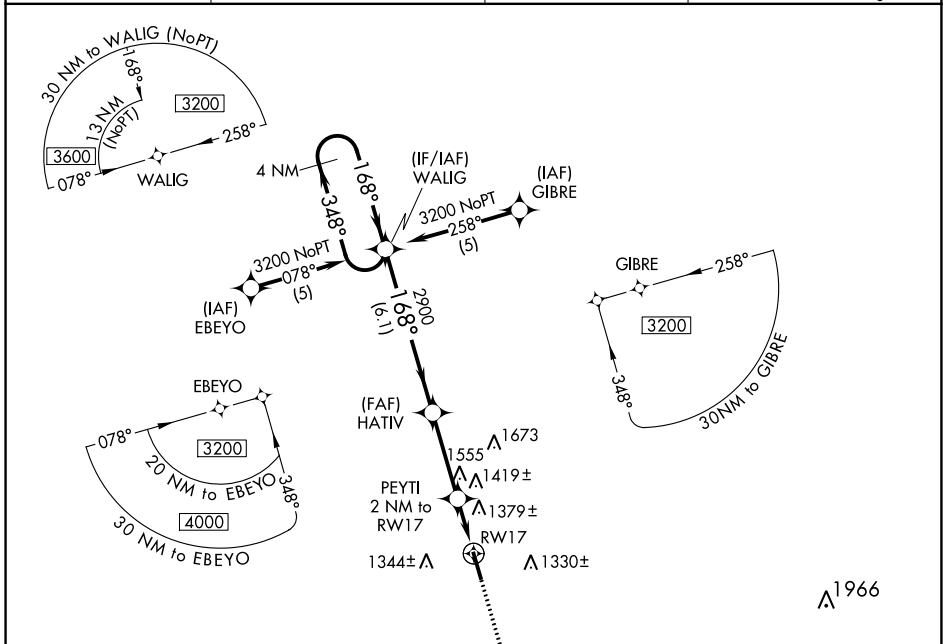 30 NM to WALIG (NoPT)
168°
13 NM
(NoPT)
3200
258°
3600
078°
WALIG
4 NM
168°
348°
(IF/IAF)
WALIG
(IAF)
GIBRE
3200 NoPT
258°
(5)
3200 NoPT
078°
(5)
(IAF)
EBEYO
2900
168°
(6.1)
GIBRE
258°
3200
348°
30NM to GIBRE
EBEYO
078°
3200
20 NM to EBEYO
348°
4000
30 NM to EBEYO
(FAF)
HATIV
1673
1555
1419±
PEYTI
2 NM to
RW17
1379±
RW17
1344±
1330±
1966